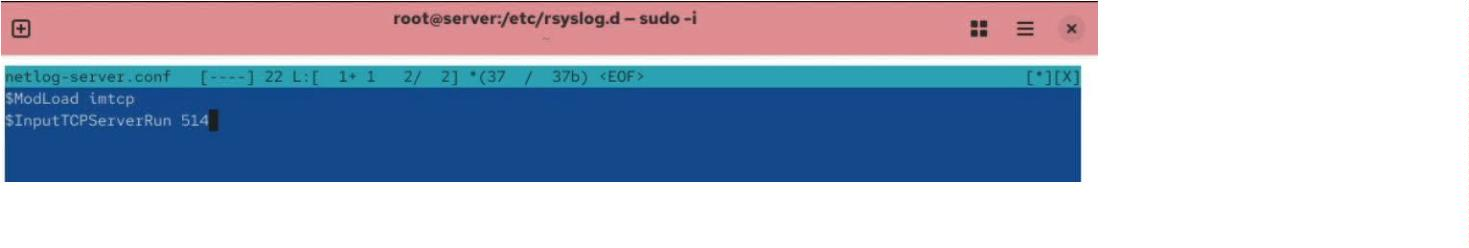 root@server:/etc/rsyslog.d – sudo -i
~
netlog-server.conf   [----] 22 L:[  1+ 1   2/  2] *(37  /  37b) <EOF>                                     [*][X]
$ModLoad imtcp
$InputTCPServerRun 514